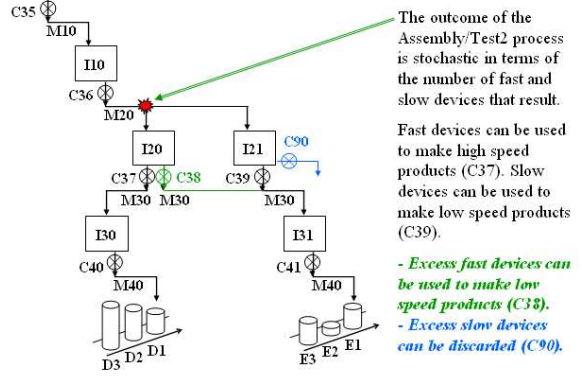 C35
M10
I10
C36
M20
I20
I21
C90
C37
C38
C39
M30
M30
M30
I30
I31
C40
C41
M40
M40
D3
D2
D1
E3
E2
E1
The outcome of the
Assembly/Test2 process
is stochastic in terms of
the number of fast and
slow devices that result.
Fast devices can be used
to make high speed
products (C37). Slow
devices can be used to
make low speed products
(C39).
- Excess fast devices can
be used to make low
speed products (C38).
- Excess slow devices
can be discarded (C90).